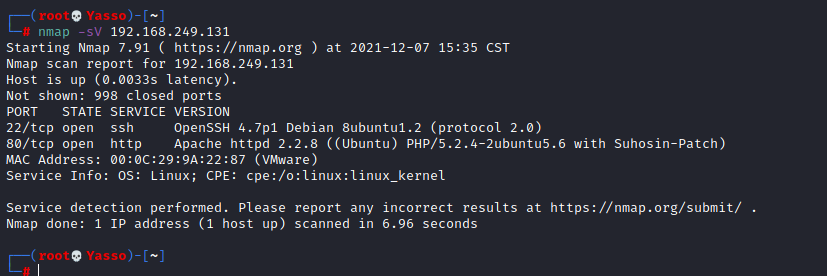 ┌──(root💀Yasso)-[~]
└─# nmap -sV 192.168.249.131
Starting Nmap 7.91 ( https://nmap.org ) at 2021-12-07 15:35 CST
Nmap scan report for 192.168.249.131
Host is up (0.0033s latency).
Not shown: 998 closed ports
PORT   STATE SERVICE VERSION
22/tcp open  ssh     OpenSSH 4.7p1 Debian 8ubuntu1.2 (protocol 2.0)
80/tcp open  http    Apache httpd 2.2.8 ((Ubuntu) PHP/5.2.4-2ubuntu5.6 with Suhosin-Patch)
MAC Address: 00:0C:29:9A:22:87 (VMware)
Service Info: OS: Linux; CPE: cpe:/o:linux:linux_kernel

Service detection performed. Please report any incorrect results at https://nmap.org/submit/ .
Nmap done: 1 IP address (1 host up) scanned in 6.96 seconds

┌──(root💀Yasso)-[~]
└─#